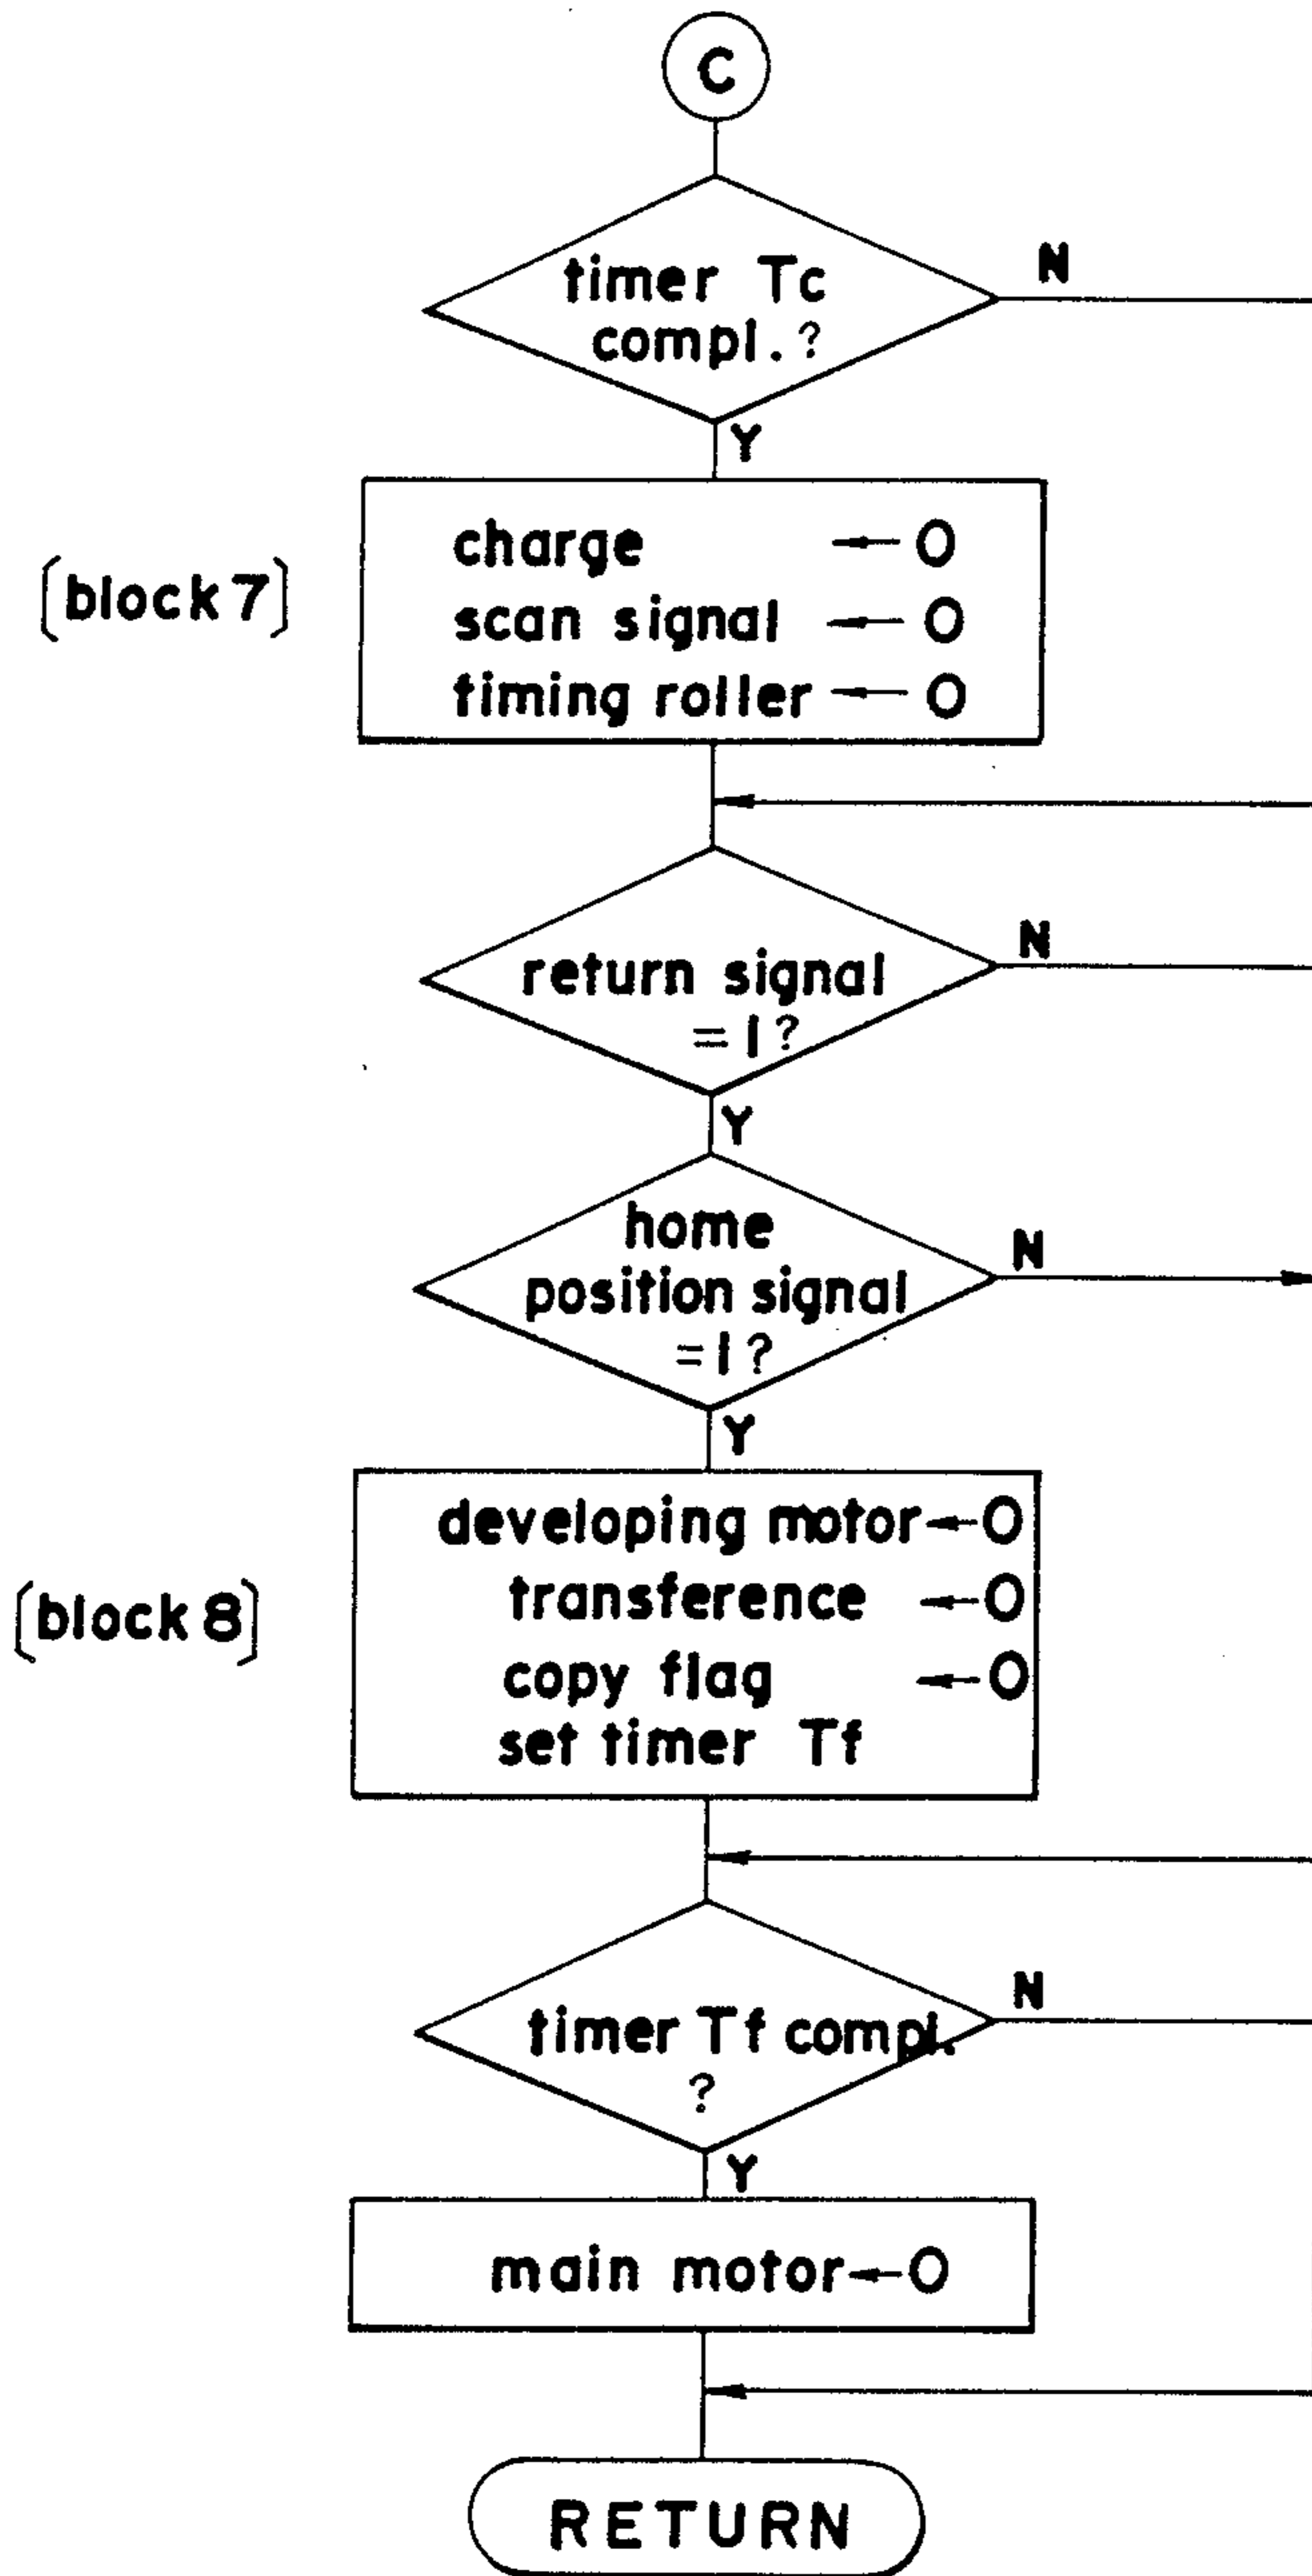 C
timer Tc
compl.?
N
Y
[block 7]
charge ← 0
scan signal ← 0
timing roller ← 0
return signal
=1?
N
Y
home
position signal
=1?
N
Y
[block 8]
developing motor ← 0
transference ← 0
copy flag ← 0
set timer Tf
timer Tf compl.
?
N
Y
main motor ← 0
RETURN